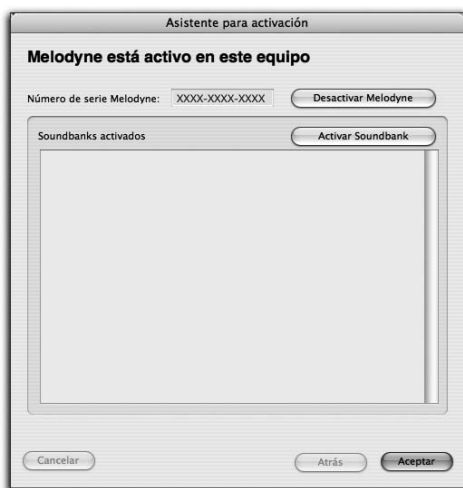 Asistente para activación
Melodyne está activo en este equipo
Número de serie Melodyne: XXXX-XXXX-XXXX Desactivar Melodyne
Soundbanks activados Activar Soundbank
Cancelar Atrás Aceptar